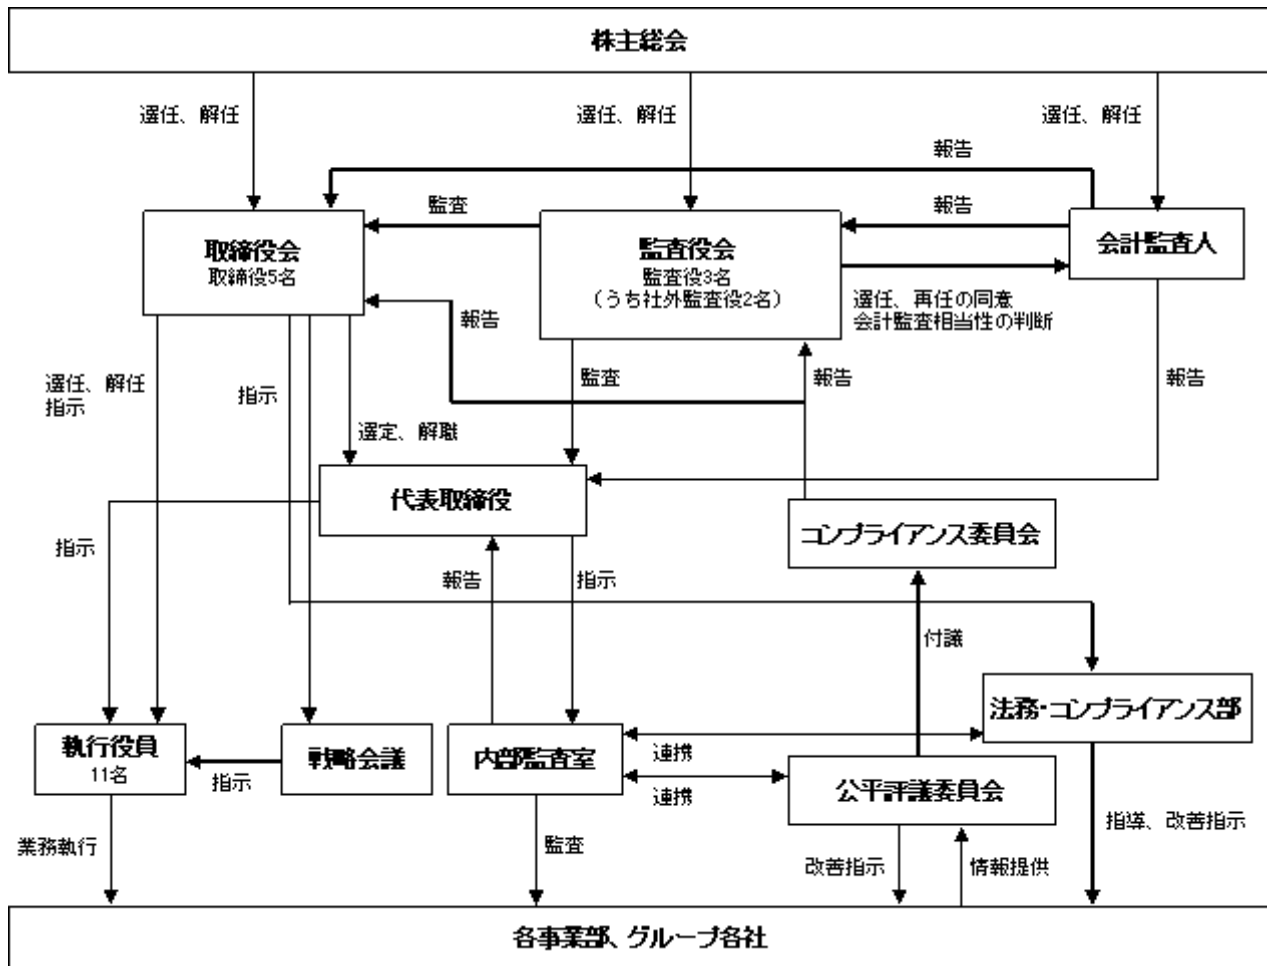 株主総会
選任、解任
選任、解任
選任、解任
報告
監査
報告
取締役会
取締役5名
監査役会
監査役3名
（うち社外監査役2名）
会計監査人
選任、再任の同意
会計監査相当性の判断
報告
選任、解任
指示
指示
監査
報告
報告
選定、解職
代表取締役
コンプライアンス委員会
指示
報告
指示
付議
法務・コンプライアンス部
執行役員
11名
戦略会議
内部監査室
連携
指示
連携
公平評議委員会
業務執行
監査
改善指示
情報提供
指導、改善指示
各事業部、グループ各社